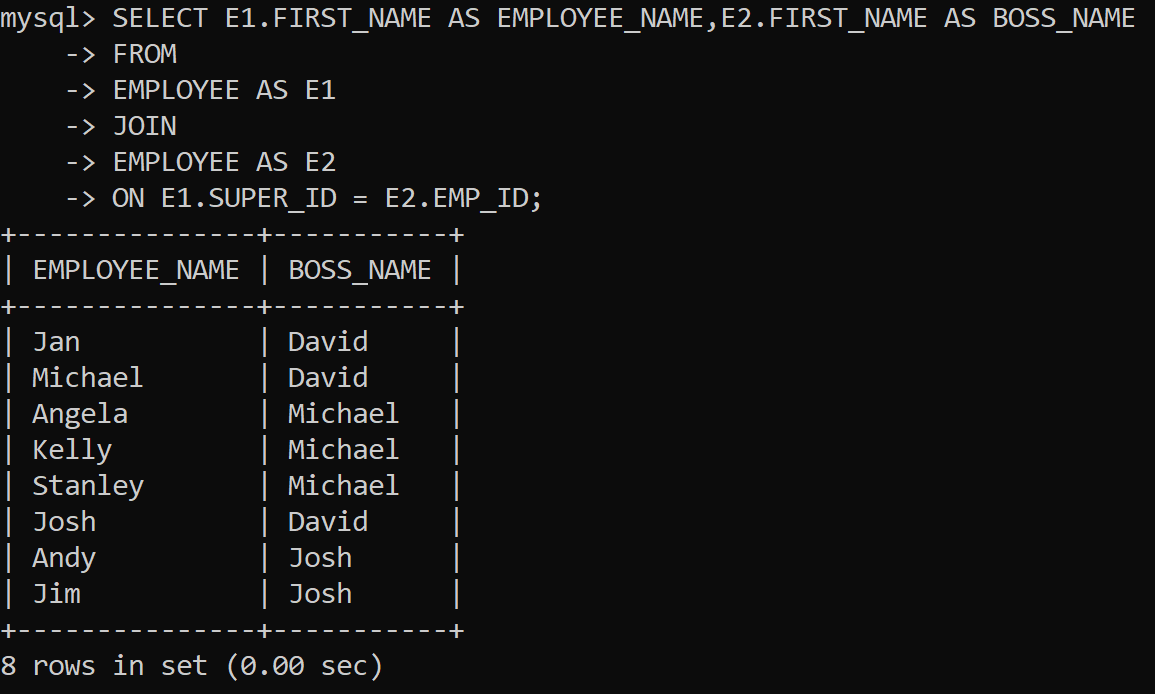 mysql> SELECT E1.FIRST_NAME AS EMPLOYEE_NAME,E2.FIRST_NAME AS BOSS_NAME
    -> FROM
    -> EMPLOYEE AS E1
    -> JOIN
    -> EMPLOYEE AS E2
    -> ON E1.SUPER_ID = E2.EMP_ID;
+---------------+-----------+
| EMPLOYEE_NAME | BOSS_NAME |
+---------------+-----------+
| Jan           | David     |
| Michael       | David     |
| Angela        | Michael   |
| Kelly         | Michael   |
| Stanley       | Michael   |
| Josh          | David     |
| Andy          | Josh      |
| Jim           | Josh      |
+---------------+-----------+
8 rows in set (0.00 sec)